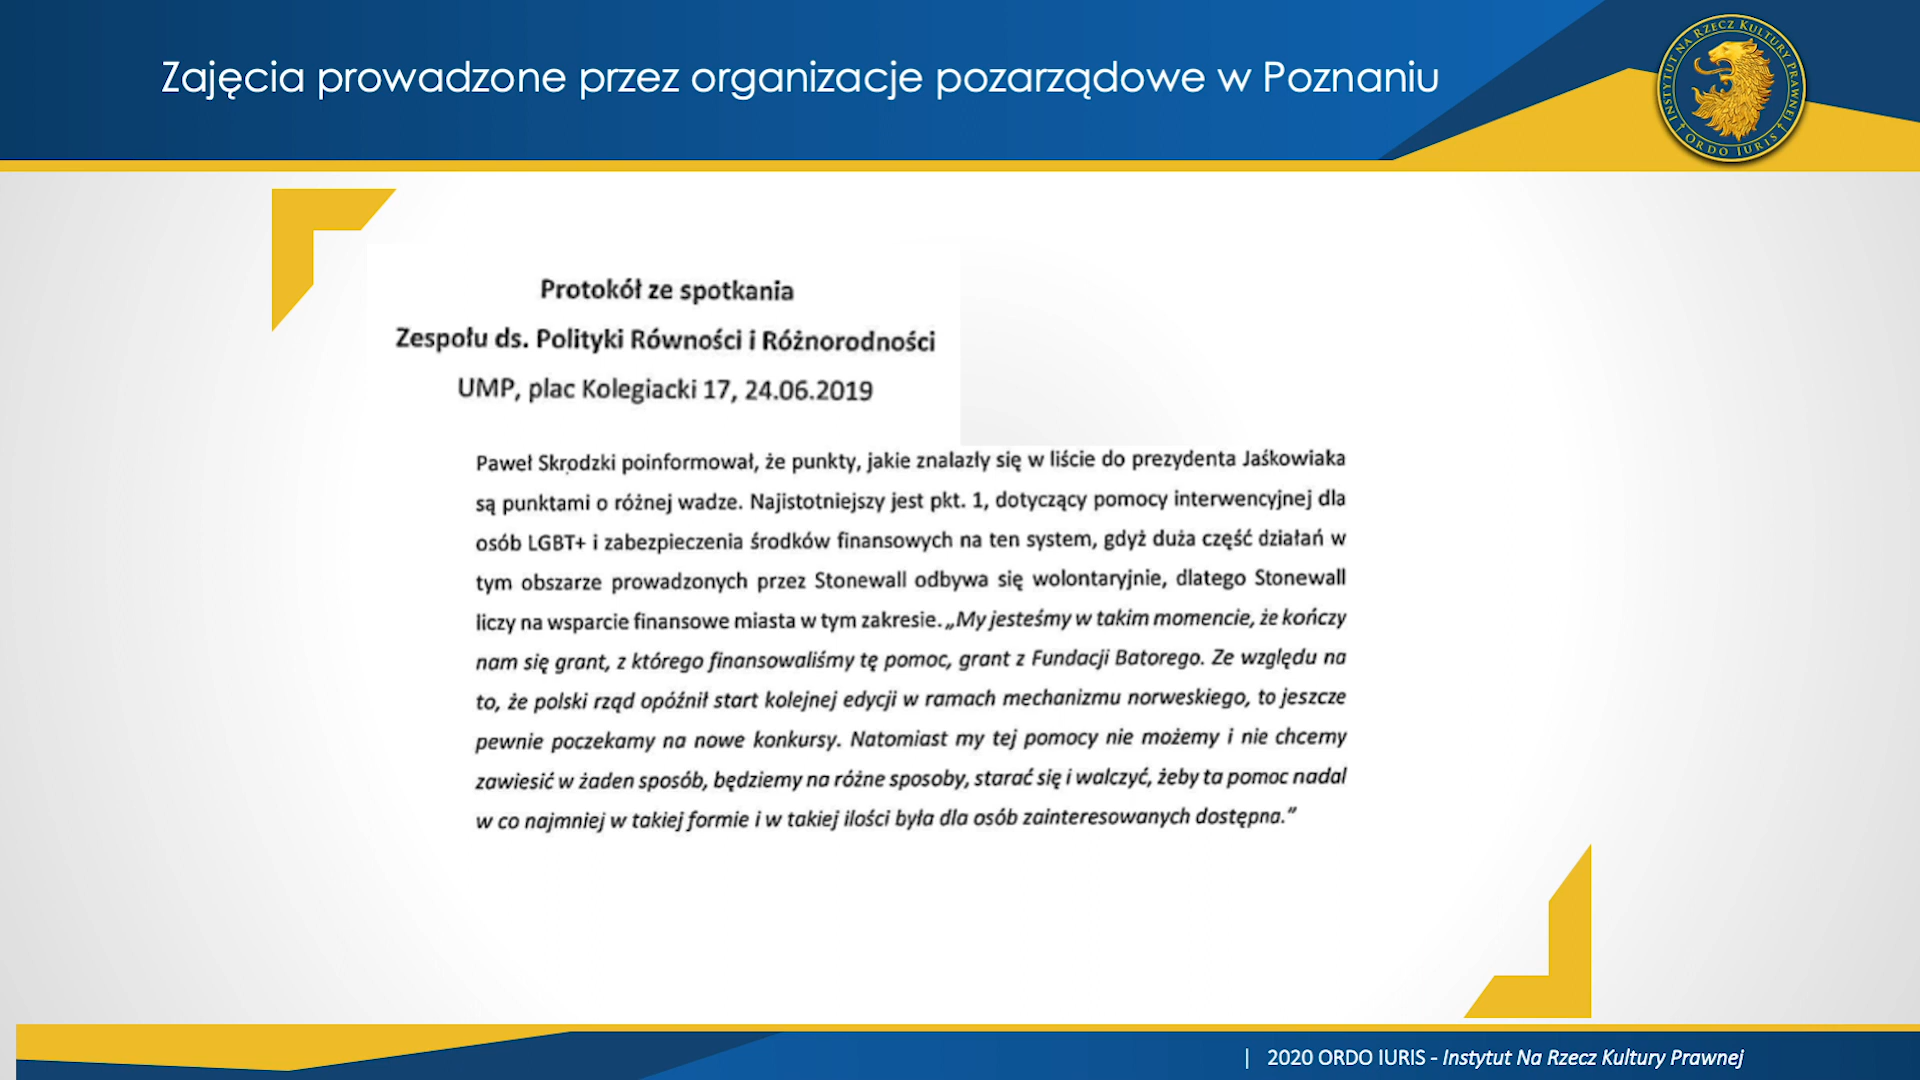 Zajęcia prowadzone przez organizacje pozarządowe w Poznaniu
INSTYTUT NA RZECZ KULTURY PRAWNEJ
ORDO IURIS
Protokół ze spotkania
Zespołu ds. Polityki Równości i Różnorodności
UMP, plac Kolegiacki 17, 24.06.2019
Paweł Skrodzki poinformował, że punkty, jakie znalazły się w liście do prezydenta Jaśkowiaka
są punktami o różnej wadze. Najistotniejszy jest pkt. 1, dotyczący pomocy interwencyjnej dla
osób LGBT+ i zabezpieczenia środków finansowych na ten system, gdyż duża część działań w
tym obszarze prowadzonych przez Stonewall odbywa się wolontaryjnie, dlatego Stonewall
liczy na wsparcie finansowe miasta w tym zakresie. „My jesteśmy w takim momencie, że kończy
nam się grant, z którego finansowaliśmy tę pomoc, grant z Fundacji Batorego. Ze względu na
to, że polski rząd opóźnił start kolejnej edycji w ramach mechanizmu norweskiego, to jeszcze
pewnie poczekamy na nowe konkursy. Natomiast my tej pomocy nie możemy i nie chcemy
zawiesić w żaden sposób, będziemy na różne sposoby, starać się i walczyć, żeby ta pomoc nadal
w co najmniej w takiej formie i w takiej ilości była dla osób zainteresowanych dostępna.”
| 2020 ORDO IURIS - Instytut Na Rzecz Kultury Prawnej